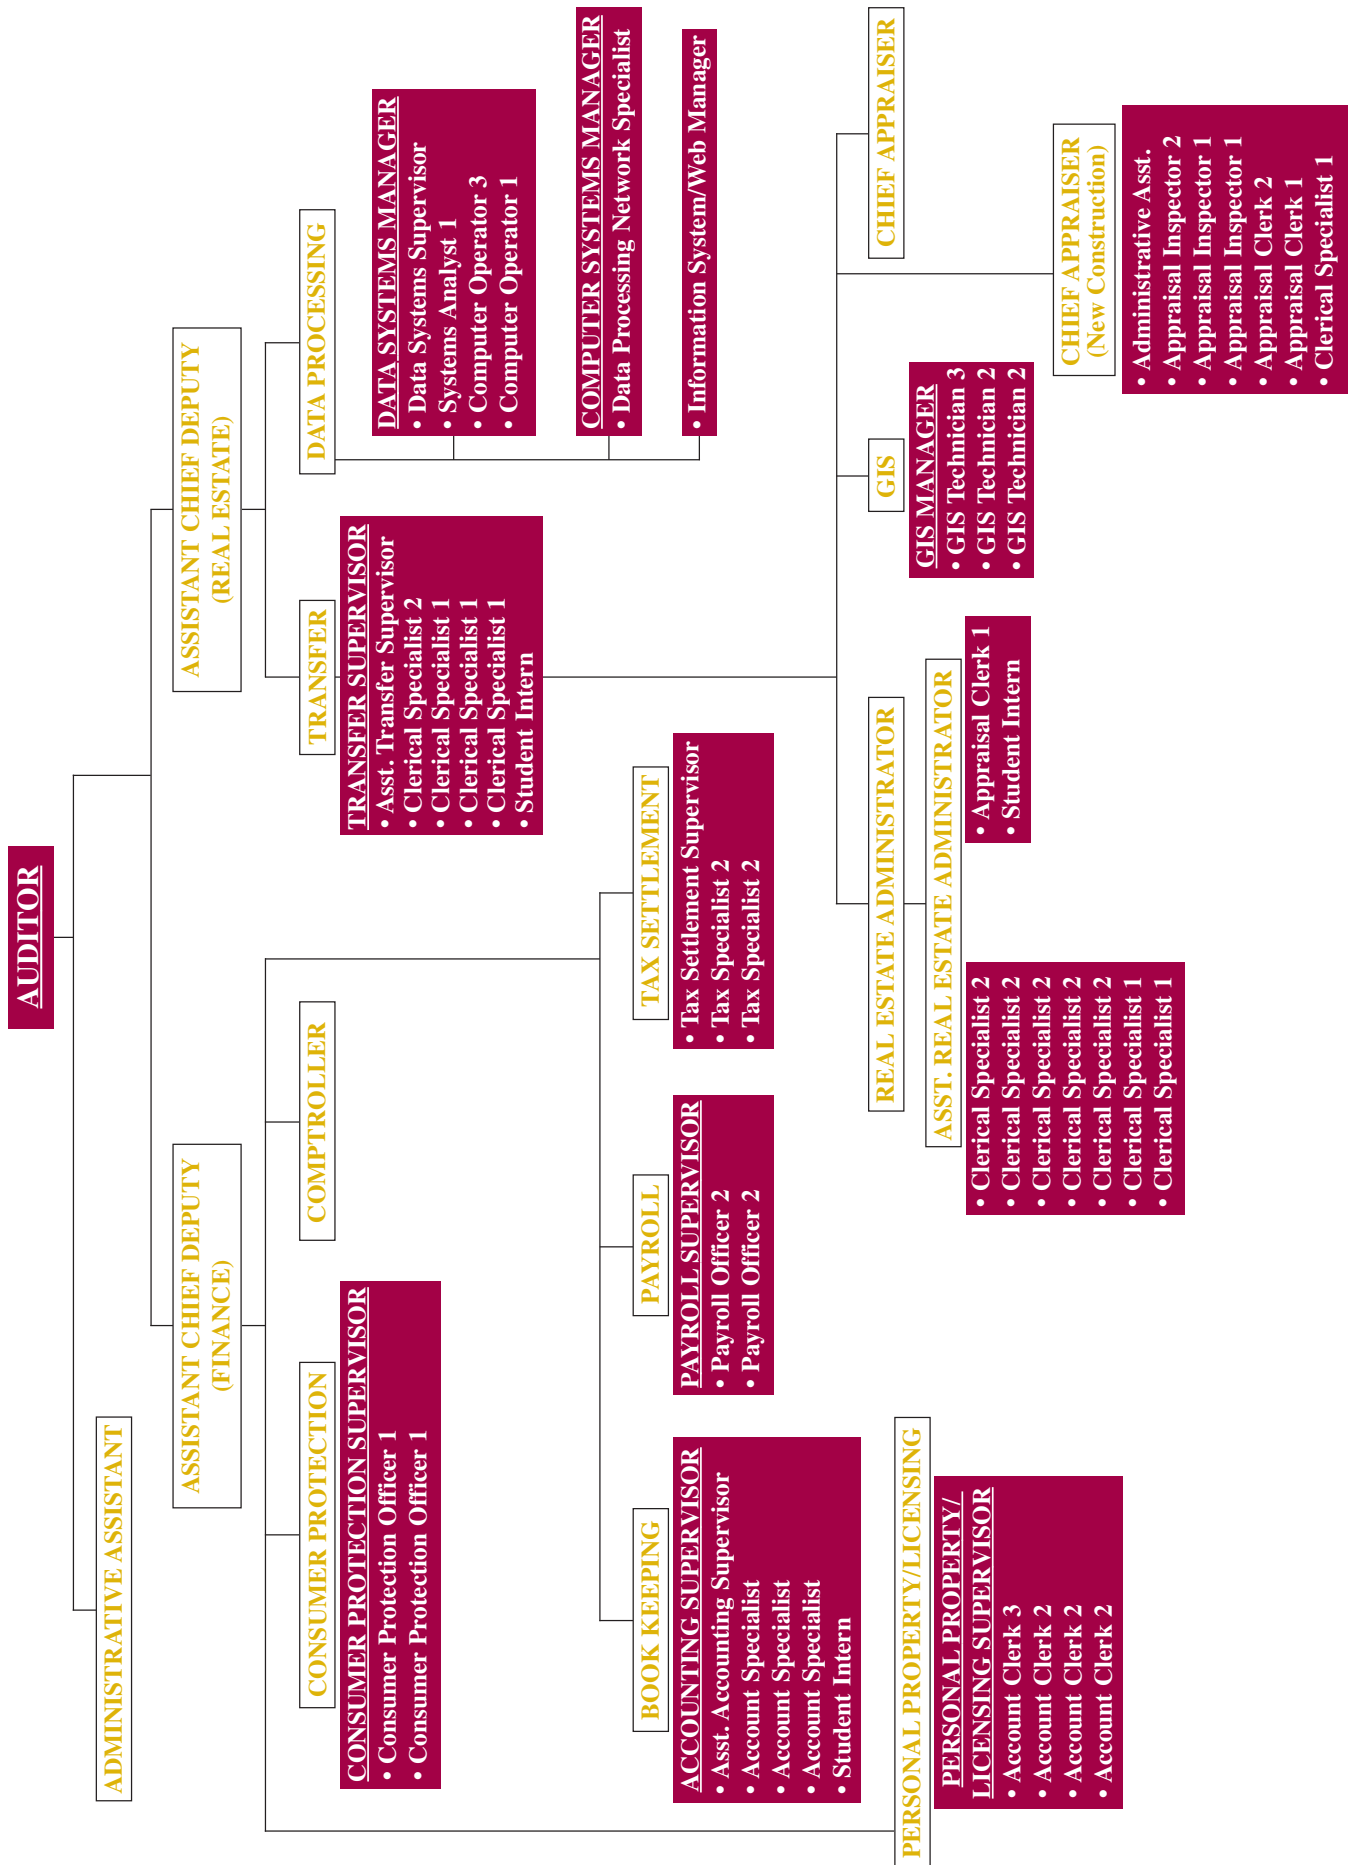 AUDITOR
ADMINISTRATIVE ASSISTANT
ASSISTANT CHIEF DEPUTY
(FINANCE)
ASSISTANT CHIEF DEPUTY
(REAL ESTATE)
CONSUMER PROTECTION
CONSUMER PROTECTION SUPERVISOR
• Consumer Protection Officer 1
• Consumer Protection Officer 1
COMPTROLLER
TRANSFER
TRANSFER SUPERVISOR
• Asst. Transfer Supervisor
• Clerical Specialist 2
• Clerical Specialist 1
• Clerical Specialist 1
• Clerical Specialist 1
• Student Intern
DATA PROCESSING
DATA SYSTEMS MANAGER
• Data Systems Supervisor
• Systems Analyst 1
• Computer Operator 3
• Computer Operator 1
COMPUTER SYSTEMS MANAGER
• Data Processing Network Specialist
• Information System/Web Manager
BOOK KEEPING
ACCOUNTING SUPERVISOR
• Asst. Accounting Supervisor
• Account Specialist
• Account Specialist
• Account Specialist
• Student Intern
PAYROLL
PAYROLL SUPERVISOR
• Payroll Officer 2
• Payroll Officer 2
TAX SETTLEMENT
• Tax Settlement Supervisor
• Tax Specialist 2
• Tax Specialist 2
PERSONAL PROPERTY/LICENSING
PERSONAL PROPERTY/
LICENSING SUPERVISOR
• Account Clerk 3
• Account Clerk 2
• Account Clerk 2
• Account Clerk 2
REAL ESTATE ADMINISTRATOR
ASST. REAL ESTATE ADMINISTRATOR
• Clerical Specialist 2
• Clerical Specialist 2
• Clerical Specialist 2
• Clerical Specialist 2
• Clerical Specialist 2
• Clerical Specialist 1
• Clerical Specialist 1
• Appraisal Clerk 1
• Student Intern
GIS
GIS MANAGER
• GIS Technician 3
• GIS Technician 2
• GIS Technician 2
CHIEF APPRAISER
CHIEF APPRAISER
(New Construction)
• Administrative Asst.
• Appraisal Inspector 2
• Appraisal Inspector 1
• Appraisal Inspector 1
• Appraisal Clerk 2
• Appraisal Clerk 1
• Clerical Specialist 1